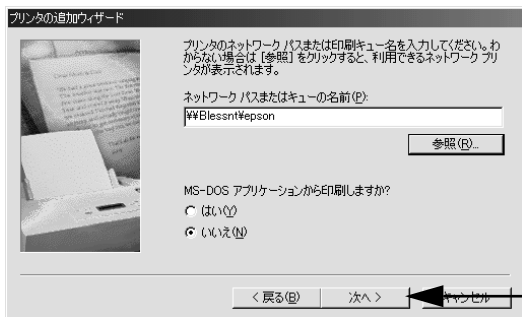 プリンタの追加ウィザード
プリンタのネットワーク パスまたは印刷キュー名を入力してください。わ
からない場合は [参照] をクリックすると、利用できるネットワーク プリ
ンタが表示されます。
ネットワーク パスまたはキューの名前(P):
¥¥Blessnt¥epson
参照(R)...
MS-DOS アプリケーションから印刷しますか?
はい(Y)
いいえ(N)
< 戻る(B) 次へ > キャンセル